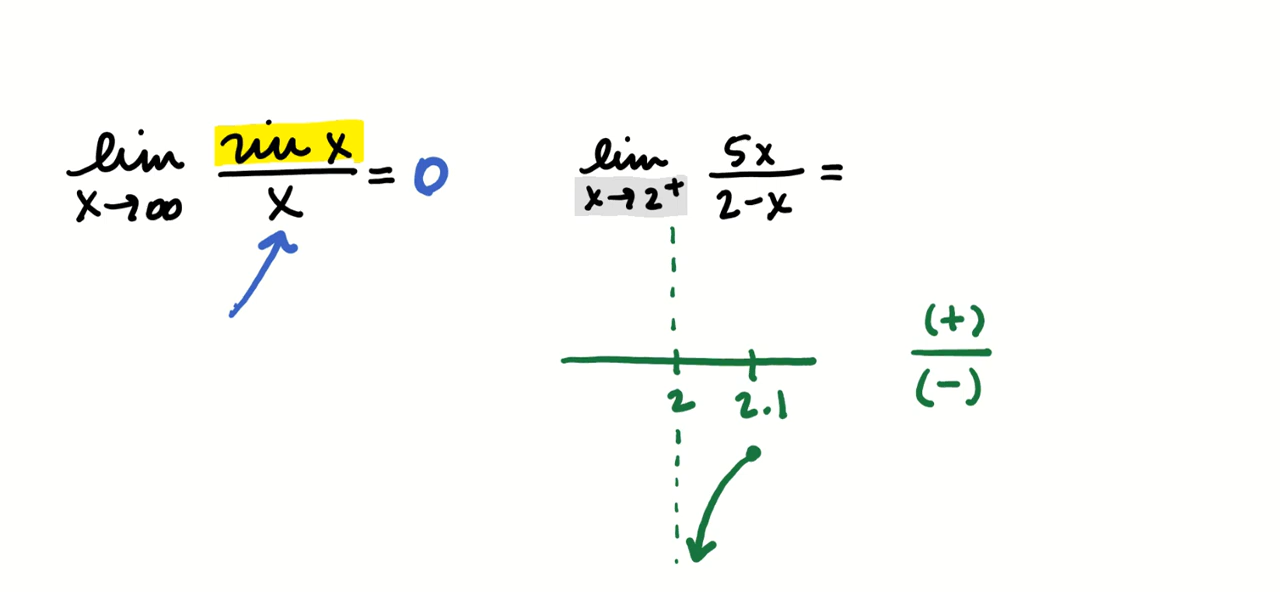 lim sin x / x = 0
x→∞
lim 5x / 2-x =
x→2⁺
(+)
(-)
2 2.1